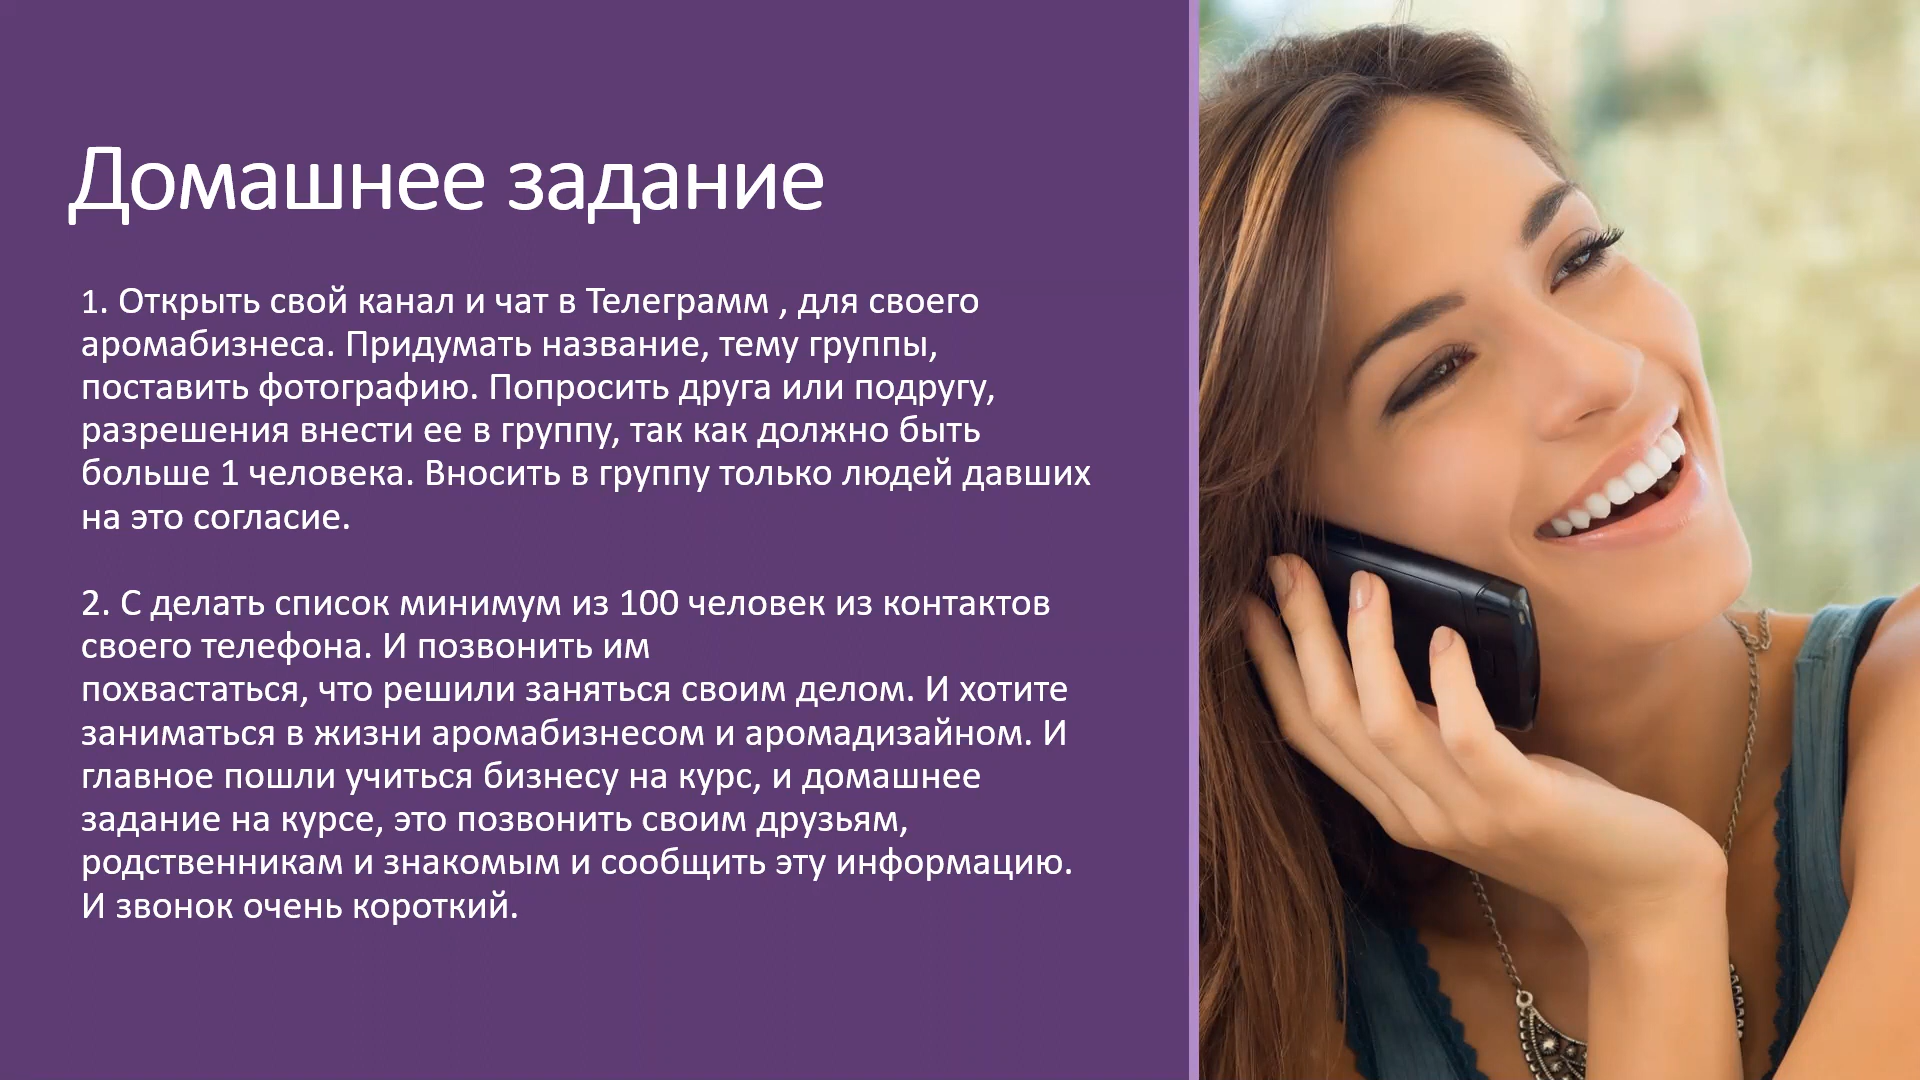 Домашнее задание
1. Открыть свой канал и чат в Телеграмм , для своего
аромабизнеса. Придумать название, тему группы,
поставить фотографию. Попросить друга или подругу,
разрешения внести ее в группу, так как должно быть
больше 1 человека. Вносить в группу только людей давших
на это согласие.
2. С делать список минимум из 100 человек из контактов
своего телефона. И позвонить им
похвастаться, что решили заняться своим делом. И хотите
заниматься в жизни аромабизнесом и аромадизайном. И
главное пошли учиться бизнесу на курс, и домашнее
задание на курсе, это позвонить своим друзьям,
родственникам и знакомым и сообщить эту информацию.
И звонок очень короткий.